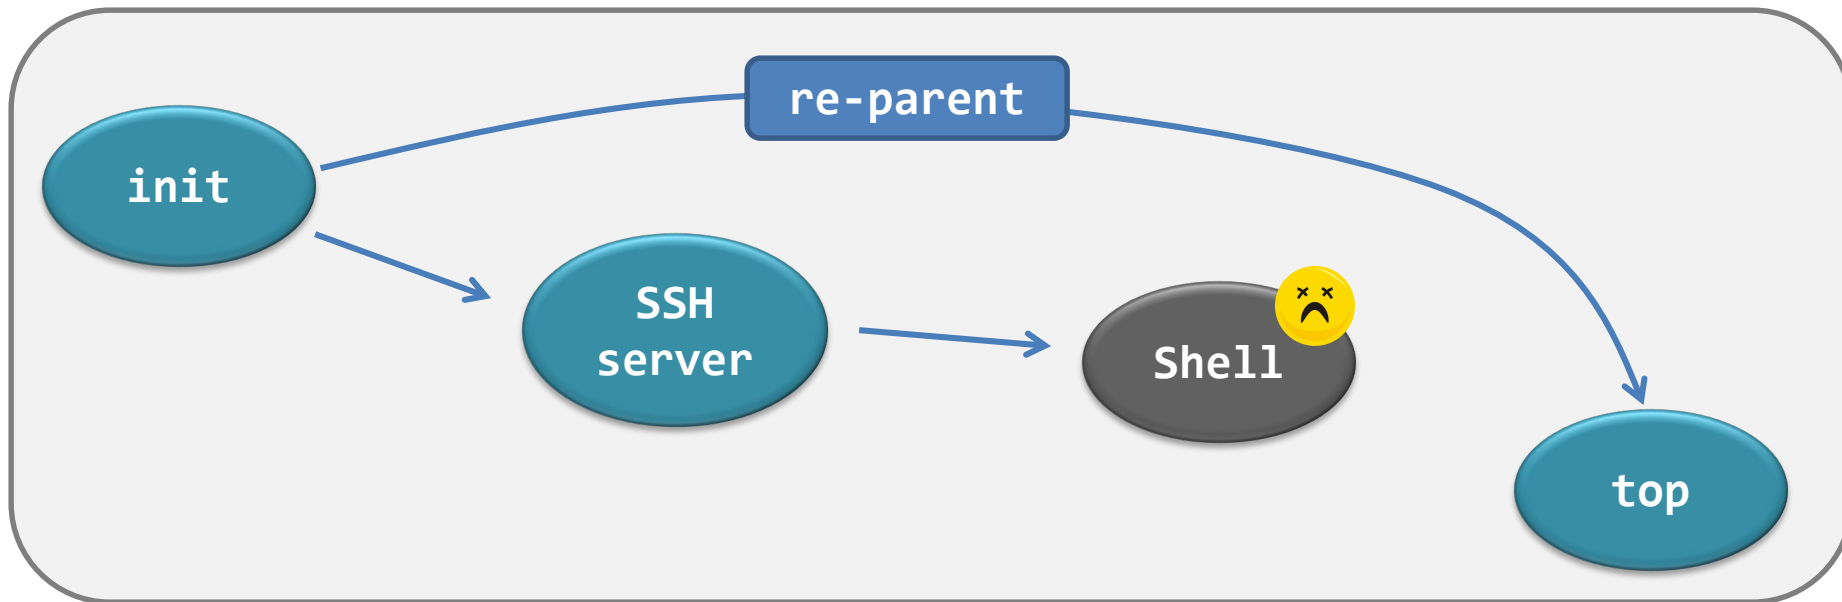 re-parent
init
SSH
server
Shell
top